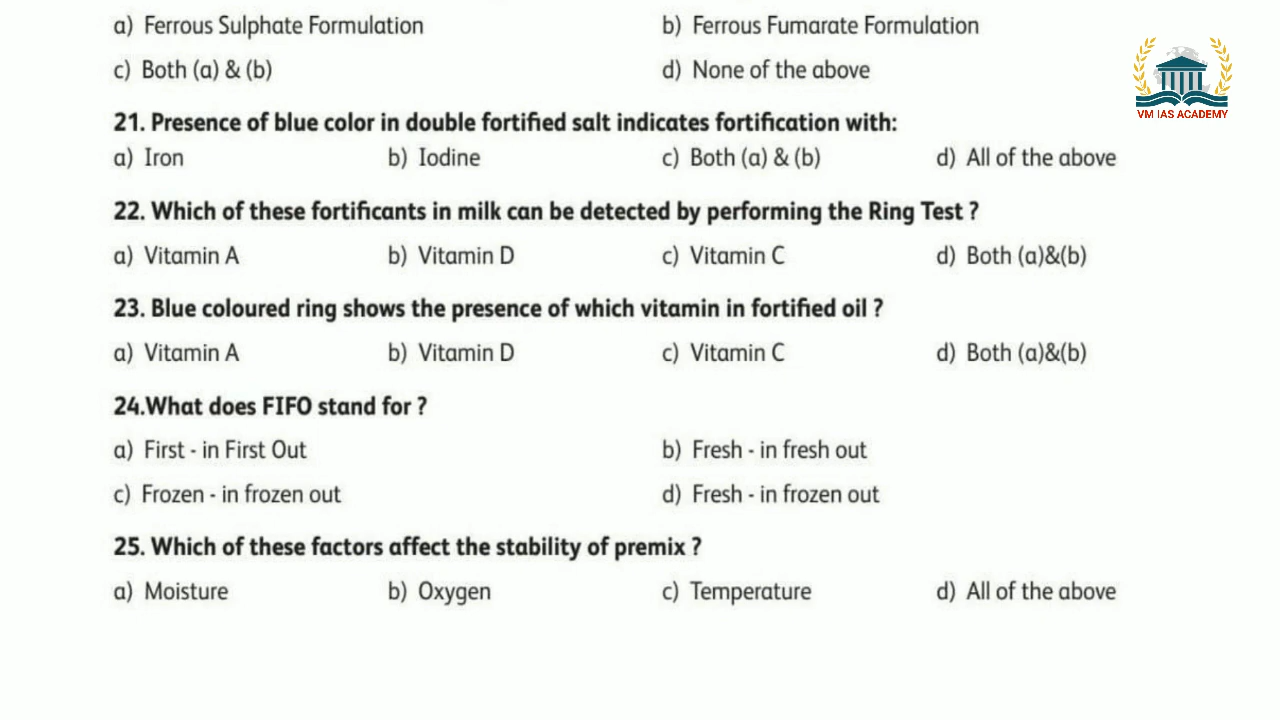 a) Ferrous Sulphate Formulation b) Ferrous Fumarate Formulation
c) Both (a) & (b) d) None of the above
VM IAS ACADEMY
21. Presence of blue color in double fortified salt indicates fortification with:
a) Iron b) Iodine c) Both (a) & (b) d) All of the above
22. Which of these fortificants in milk can be detected by performing the Ring Test ?
a) Vitamin A b) Vitamin D c) Vitamin C d) Both (a)&(b)
23. Blue coloured ring shows the presence of which vitamin in fortified oil ?
a) Vitamin A b) Vitamin D c) Vitamin C d) Both (a)&(b)
24.What does FIFO stand for ?
a) First - in First Out b) Fresh - in fresh out
c) Frozen - in frozen out d) Fresh - in frozen out
25. Which of these factors affect the stability of premix ?
a) Moisture b) Oxygen c) Temperature d) All of the above